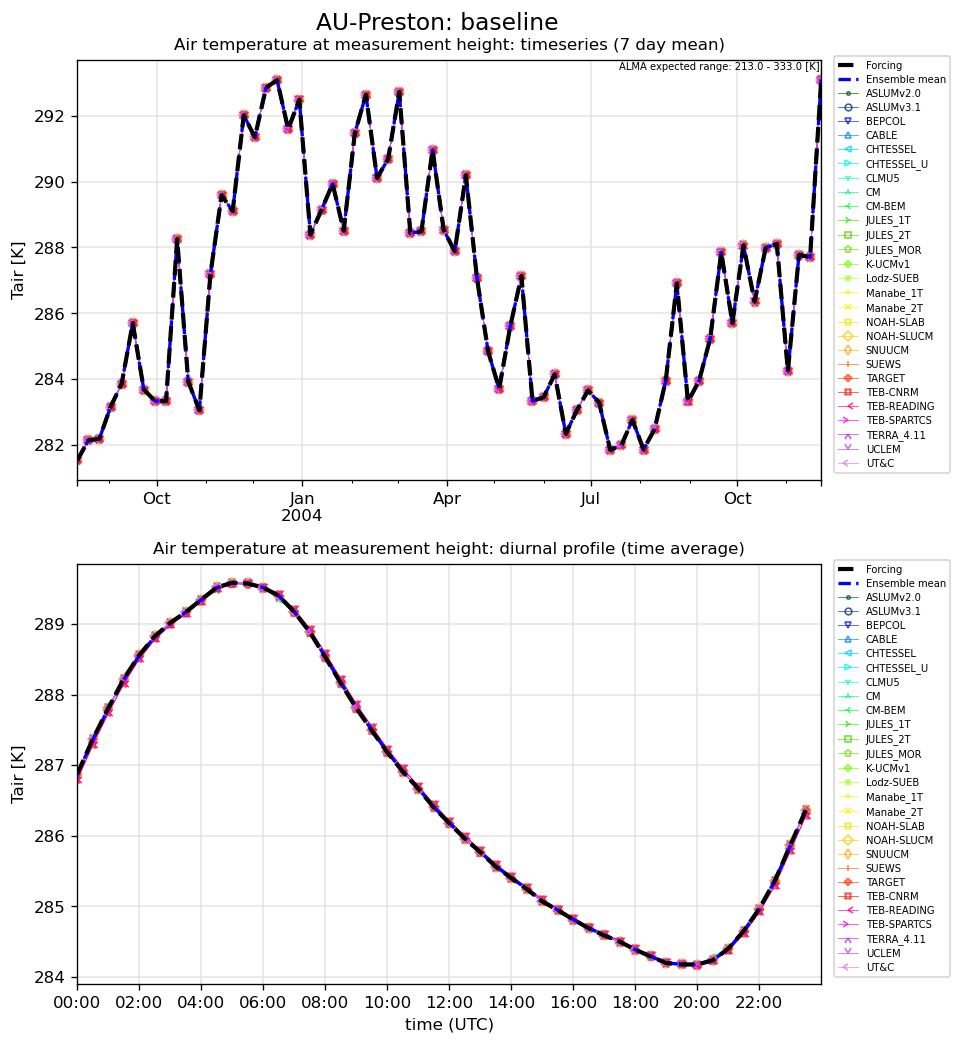 AU-Preston: baseline
Air temperature at measurement height: timeseries (7 day mean)
ALMA expected range: 213.0 - 333.0 [K]
Tair [K]
292
290
288
286
284
282
Oct
Jan
2004
Apr
Jul
Oct
Forcing
Ensemble mean
ASLUMv2.0
ASLUMv3.1
BEPCOL
CABLE
CHTESSEL
CHTESSEL_U
CLMU5
CM
CM-BEM
JULES_1T
JULES_2T
JULES_MOR
K-UCMv1
Lodz-SUEB
Manabe_1T
Manabe_2T
NOAH-SLAB
NOAH-SLUCM
SNUUCM
SUEWS
TARGET
TEB-CNRM
TEB-READING
TEB-SPARTCS
TERRA_4.11
UCLEM
UT&C
Air temperature at measurement height: diurnal profile (time average)
Tair [K]
289
288
287
286
285
284
00:00
02:00
04:00
06:00
08:00
10:00
12:00
14:00
16:00
18:00
20:00
22:00
time (UTC)
Forcing
Ensemble mean
ASLUMv2.0
ASLUMv3.1
BEPCOL
CABLE
CHTESSEL
CHTESSEL_U
CLMU5
CM
CM-BEM
JULES_1T
JULES_2T
JULES_MOR
K-UCMv1
Lodz-SUEB
Manabe_1T
Manabe_2T
NOAH-SLAB
NOAH-SLUCM
SNUUCM
SUEWS
TARGET
TEB-CNRM
TEB-READING
TEB-SPARTCS
TERRA_4.11
UCLEM
UT&C